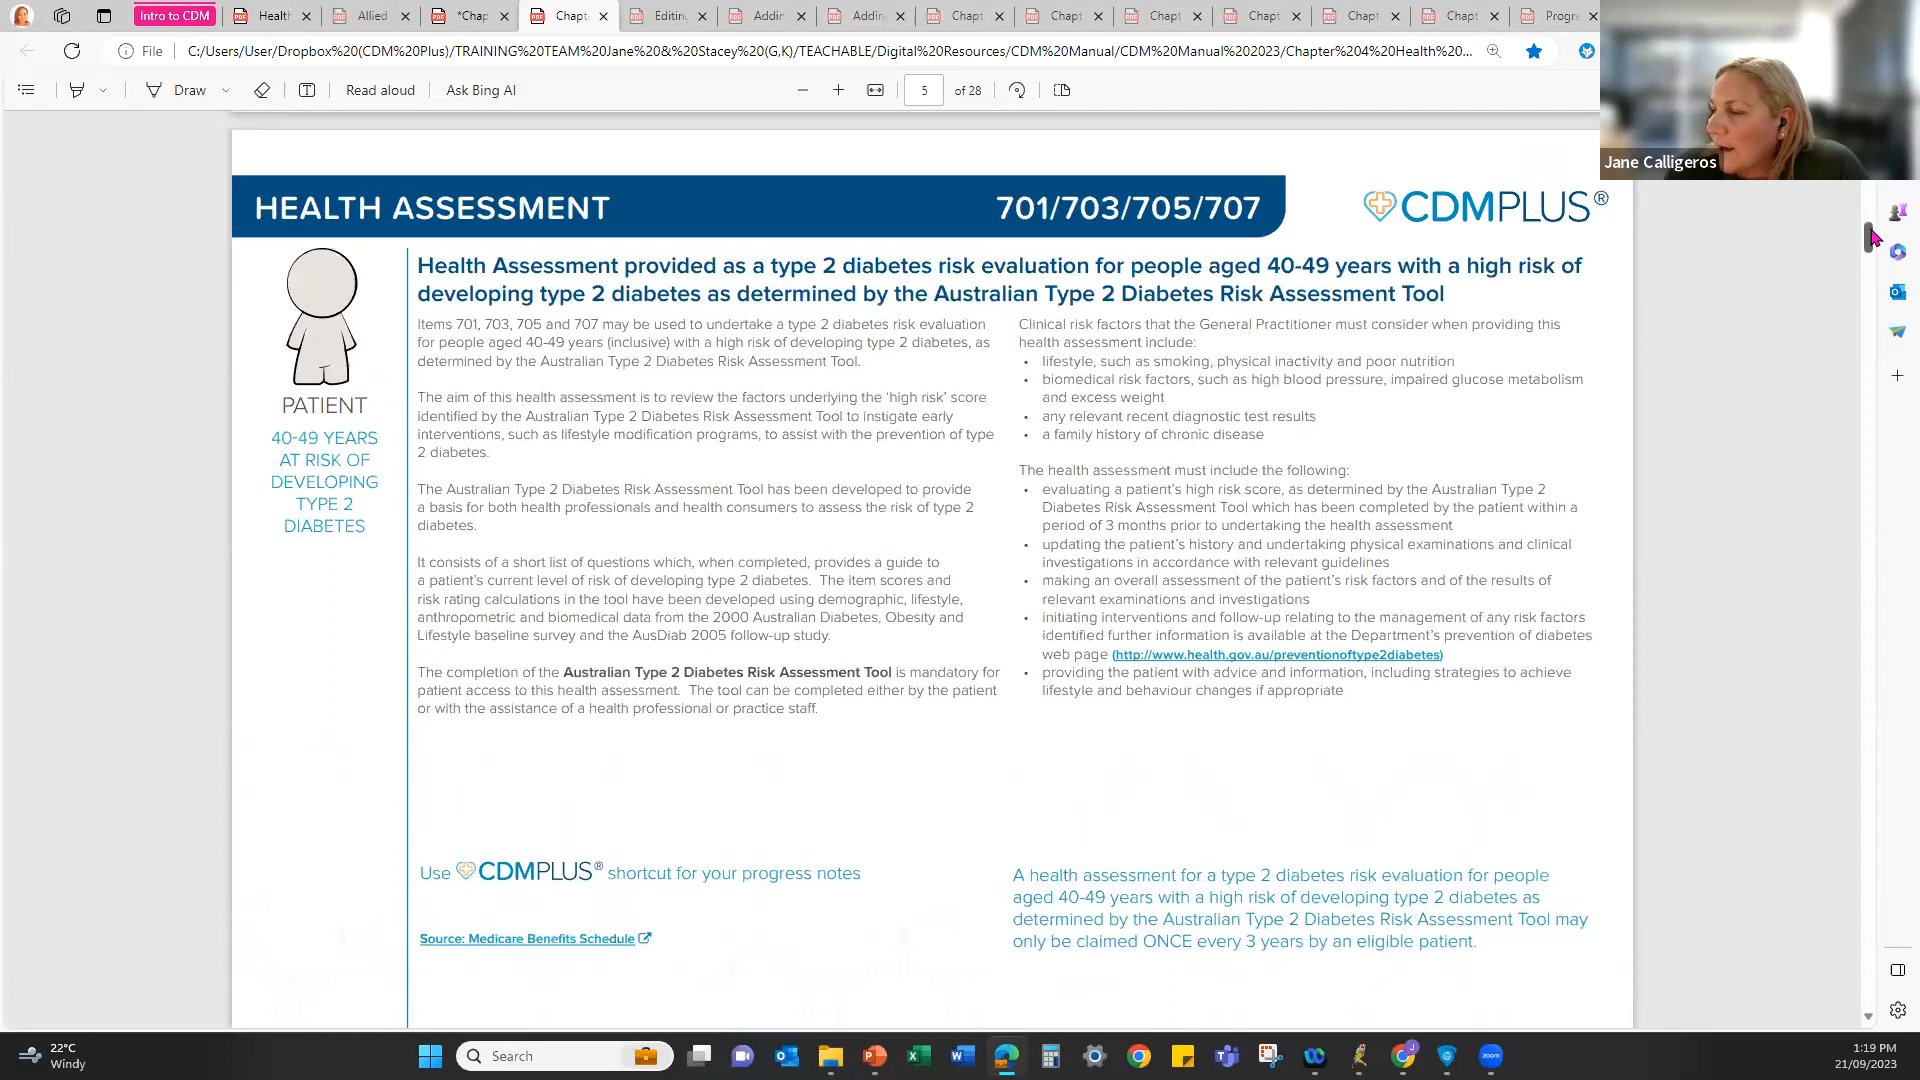 Intro to CDM
Health
Allied
*Chap
Chapt
Editin
Addin
Addin
Chapt
Chapt
Chapt
Chapt
Chapt
Chapt
Progr
File
C:/Users/User/Dropbox%20(CDM%20Plus)/TRAINING%20TEAM%20Jane%20&%20Stacey%20(G,K)/TEACHABLE/Digital%20Resources/CDM%20Manual/CDM%20Manual%202023/Chapter%204%20Health%20...
Draw
Read aloud
Ask Bing AI
5
of 28
Jane Calligeros
HEALTH ASSESSMENT
701/703/705/707
CDMPLUS®
PATIENT
40-49 YEARS
AT RISK OF
DEVELOPING
TYPE 2
DIABETES
Health Assessment provided as a type 2 diabetes risk evaluation for people aged 40-49 years with a high risk of
developing type 2 diabetes as determined by the Australian Type 2 Diabetes Risk Assessment Tool
Items 701, 703, 705 and 707 may be used to undertake a type 2 diabetes risk evaluation
for people aged 40-49 years (inclusive) with a high risk of developing type 2 diabetes, as
determined by the Australian Type 2 Diabetes Risk Assessment Tool.
The aim of this health assessment is to review the factors underlying the ‘high risk’ score
identified by the Australian Type 2 Diabetes Risk Assessment Tool to instigate early
interventions, such as lifestyle modification programs, to assist with the prevention of type
2 diabetes.
The Australian Type 2 Diabetes Risk Assessment Tool has been developed to provide
a basis for both health professionals and health consumers to assess the risk of type 2
diabetes.
It consists of a short list of questions which, when completed, provides a guide to
a patient’s current level of risk of developing type 2 diabetes. The item scores and
risk rating calculations in the tool have been developed using demographic, lifestyle,
anthropometric and biomedical data from the 2000 Australian Diabetes, Obesity and
Lifestyle baseline survey and the AusDiab 2005 follow-up study.
The completion of the Australian Type 2 Diabetes Risk Assessment Tool is mandatory for
patient access to this health assessment. The tool can be completed either by the patient
or with the assistance of a health professional or practice staff.
Clinical risk factors that the General Practitioner must consider when providing this
health assessment include:
• lifestyle, such as smoking, physical inactivity and poor nutrition
• biomedical risk factors, such as high blood pressure, impaired glucose metabolism
and excess weight
• any relevant recent diagnostic test results
• a family history of chronic disease
The health assessment must include the following:
• evaluating a patient’s high risk score, as determined by the Australian Type 2
Diabetes Risk Assessment Tool which has been completed by the patient within a
period of 3 months prior to undertaking the health assessment
• updating the patient’s history and undertaking physical examinations and clinical
investigations in accordance with relevant guidelines
• making an overall assessment of the patient’s risk factors and of the results of
relevant examinations and investigations
• initiating interventions and follow-up relating to the management of any risk factors
identified further information is available at the Department’s prevention of diabetes
web page (http://www.health.gov.au/preventionoftype2diabetes)
• providing the patient with advice and information, including strategies to achieve
lifestyle and behaviour changes if appropriate
Use CDMPLUS® shortcut for your progress notes
Source: Medicare Benefits Schedule
A health assessment for a type 2 diabetes risk evaluation for people
aged 40-49 years with a high risk of developing type 2 diabetes as
determined by the Australian Type 2 Diabetes Risk Assessment Tool may
only be claimed ONCE every 3 years by an eligible patient.
22°C
Windy
Search
zoom
1:19 PM
21/09/2023